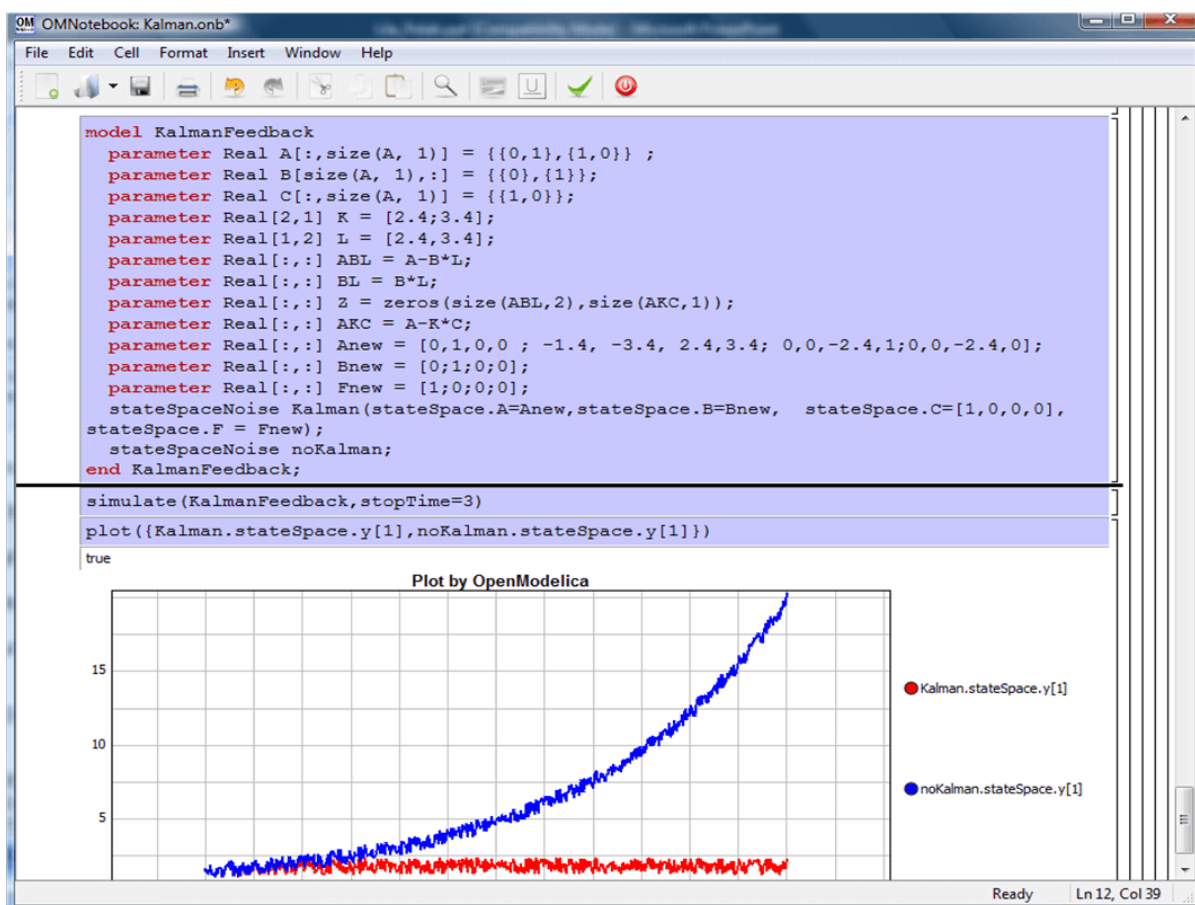 OMNotebook: Kalman.onb*
File Edit Cell Format Insert Window Help
model KalmanFeedback
parameter Real A[:,size(A, 1)] = {{0,1},{1,0}} ;
parameter Real B[size(A, 1),:] = {{0},{1}};
parameter Real C[:,size(A, 1)] = {{1,0}};
parameter Real[2,1] K = [2.4;3.4];
parameter Real[1,2] L = [2.4,3.4];
parameter Real[:,:] ABL = A-B*L;
parameter Real[:,:] BL = B*L;
parameter Real[:,:] Z = zeros(size(ABL,2),size(AKC,1));
parameter Real[:,:] AKC = A-K*C;
parameter Real[:,:] Anew = [0,1,0,0 ; -1.4, -3.4, 2.4,3.4; 0,0,-2.4,1;0,0,-2.4,0];
parameter Real[:,:] Bnew = [0;1;0;0];
parameter Real[:,:] Fnew = [1;0;0;0];
stateSpaceNoise Kalman(stateSpace.A=Anew,stateSpace.B=Bnew, stateSpace.C=[1,0,0,0],
stateSpace.F = Fnew);
stateSpaceNoise noKalman;
end KalmanFeedback;
simulate(KalmanFeedback,stopTime=3)
plot({Kalman.stateSpace.y[1],noKalman.stateSpace.y[1]})
true
Plot by OpenModelica
15
Kalman.stateSpace.y[1]
10
noKalman.stateSpace.y[1]
5
Ready Ln 12, Col 39